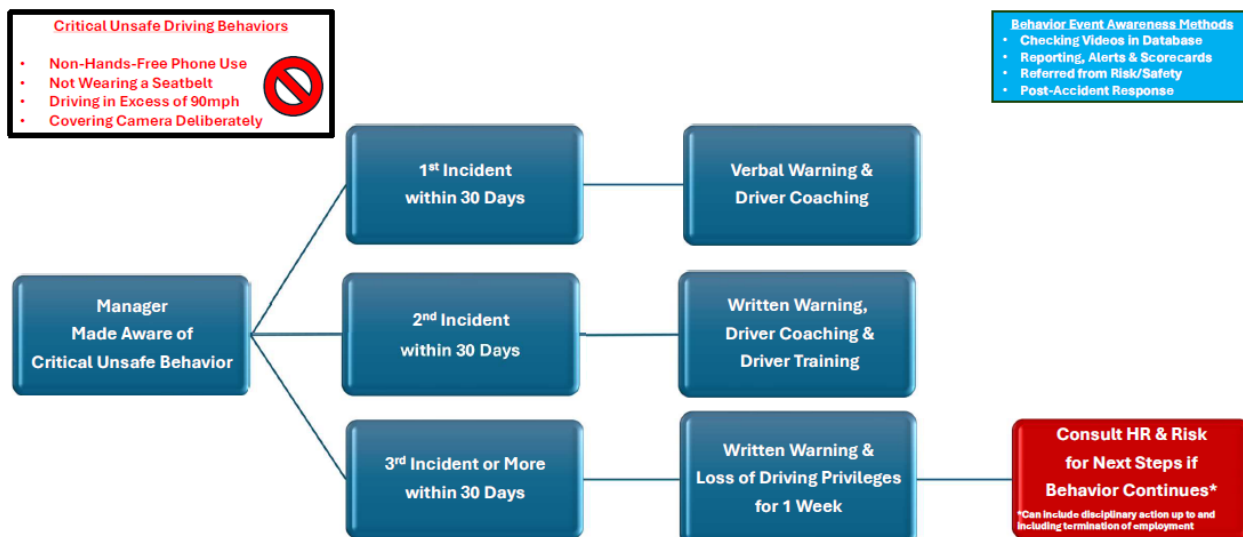 Critical Unsafe Driving Behaviors
• Non-Hands-Free Phone Use
• Not Wearing a Seatbelt
• Driving in Excess of 90mph
• Covering Camera Deliberately
Behavior Event Awareness Methods
• Checking Videos in Database
• Reporting, Alerts & Scorecards
• Referred from Risk/Safety
• Post-Accident Response
Manager
Made Aware of
Critical Unsafe Behavior
1st Incident
within 30 Days
Verbal Warning &
Driver Coaching
2nd Incident
within 30 Days
Written Warning,
Driver Coaching &
Driver Training
3rd Incident or More
within 30 Days
Written Warning &
Loss of Driving Privileges
for 1 Week
Consult HR & Risk
for Next Steps if
Behavior Continues*
*Can include disciplinary action up to and
including termination of employment